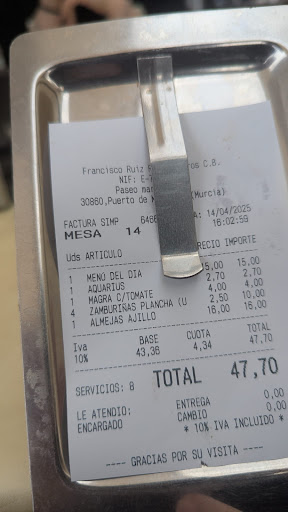 Francisco Ruiz C.B.
NIF: E-7
Paseo mar
30860,Puerto de (Murcia)
FACTURA SIMP 14/04/2025
MESA 14 16:02:59
Uds ARTICULO PRECIO IMPORTE
1 MENÚ DEL DIA 15,00 15,00
1 AQUARIUS 2,70 2,70
1 MAGRA C/TOMATE 4,00 4,00
4 ZAMBURIÑAS PLANCHA (U 2,50 10,00
1 ALMEJAS AJILLO 16,00 16,00
Iva BASE CUOTA TOTAL
10% 43,36 4,34 47,70
SERVICIOS: 8 TOTAL 47,70
LE ATENDIO: ENTREGA 0,00
ENCARGADO CAMBIO 0,00
* 10% IVA INCLUIDO *
---- GRACIAS POR SU VISITA ----